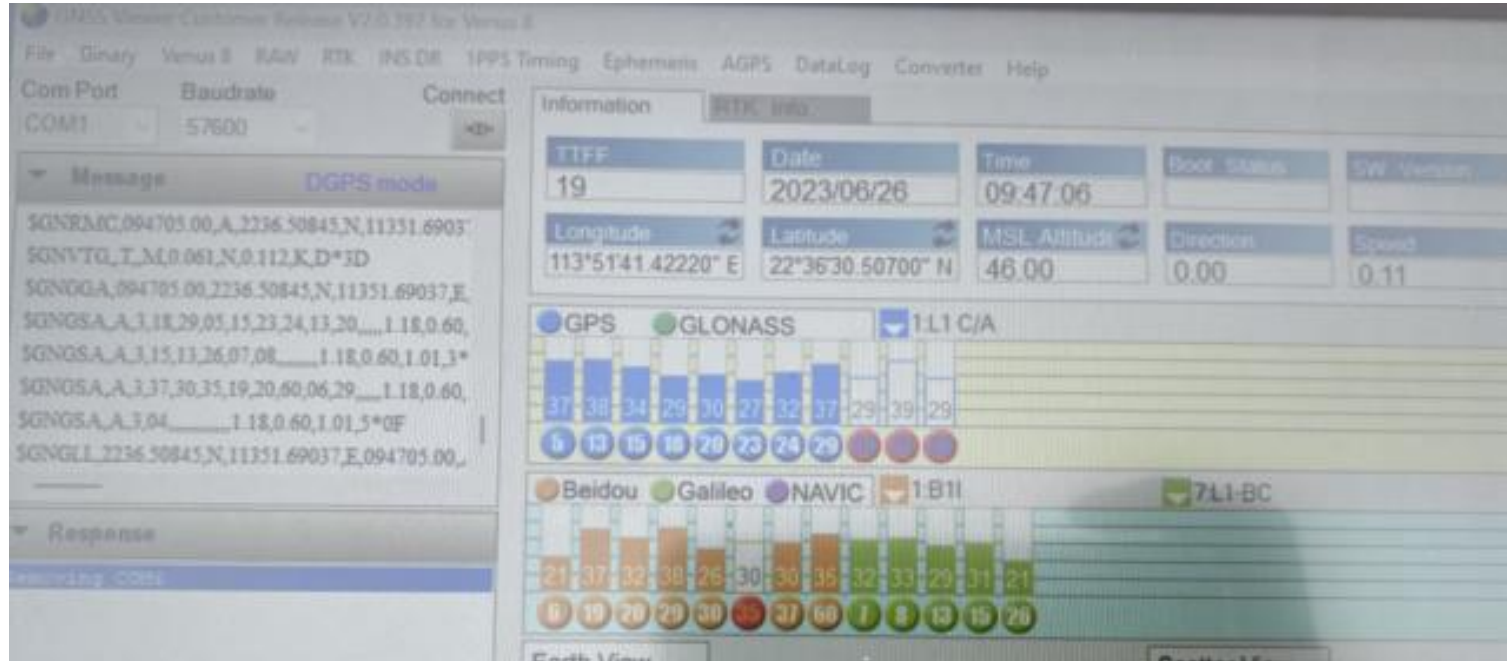 GNSS Viewer Customer Release V2.0.397 for Venus 8
File Binary Venus 8 RAW RTK INS DR 1PPS Timing Ephemeris AGPS DataLog Converter Help
Com Port Baudrate Connect
COM1 57600
Message DGPS mode
$GNRMC,094705.00,A,2236.50845,N,11351.6903
$GNVTG,,T,,M,0.061,N,0.112,K,D*3D
$GNGGA,094705.00,2236.50845,N,11351.69037,E,
$GNGSA,A,3,18,29,05,15,23,24,13,20,,,,,1.18,0.60,
$GNGSA,A,3,15,13,26,07,08,,,,,,,,1.18,0.60,1.01,3*
$GNGSA,A,3,37,30,35,19,20,60,06,29,,,,,1.18,0.60,
$GNGSA,A,3,04,,,,,,,,,,,,1.18,0.60,1.01,5*0F
$GNGLL,2236.50845,N,11351.69037,E,094705.00,
Response
Removing COM1
Information RTK Info
TTFF Date Time Boot Status SW Version
19 2023/06/26 09:47:06
Longitude Latitude MSL Altitude Direction Speed
113°51'41.42220" E 22°36'30.50700" N 46.00 0.00 0.11
GPS GLONASS 1:L1 C/A
37 38 34 29 30 27 32 37 29 39 29
5 13 15 18 20 23 24 29
Beidou Galileo NAVIC 1:B1I 7:L1-BC
21 37 32 38 26 30 30 35 32 33 29 31 21
6 19 20 29 30 35 37 60 7 8 13 15 26
Earth View